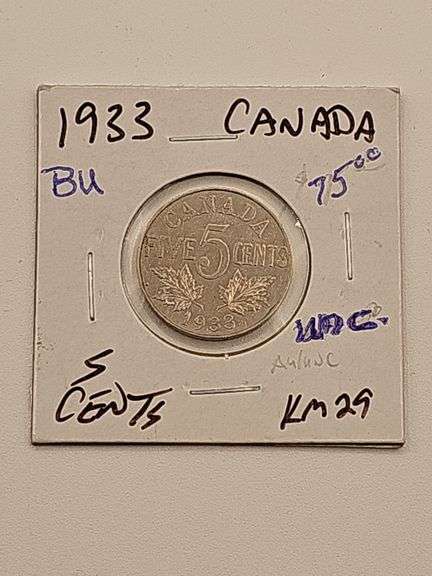 1933 CANADA
BU $75.00
CANADA
FIVE 5 CENTS
1933
UNC.
AU/UNC
5
CENTS KM29